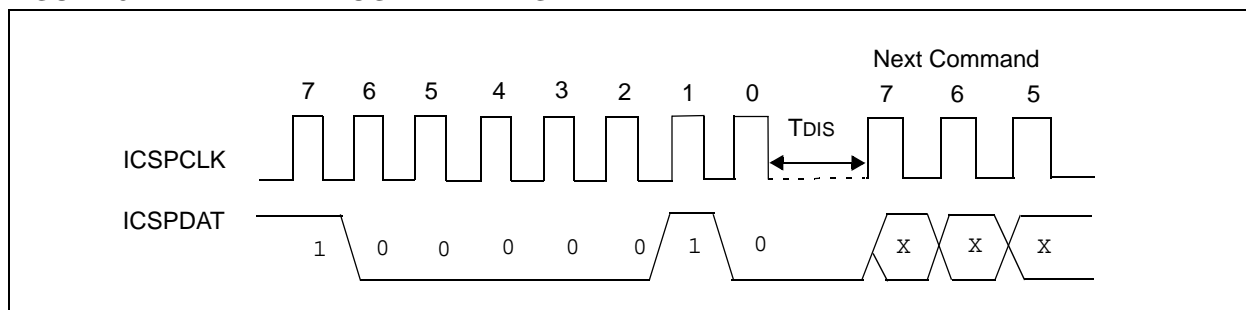 Next Command
7 6 5 4 3 2 1 0 7 6 5
TDIS
ICSPCLK
ICSPDAT
1 0 0 0 0 0 1 0 X X X